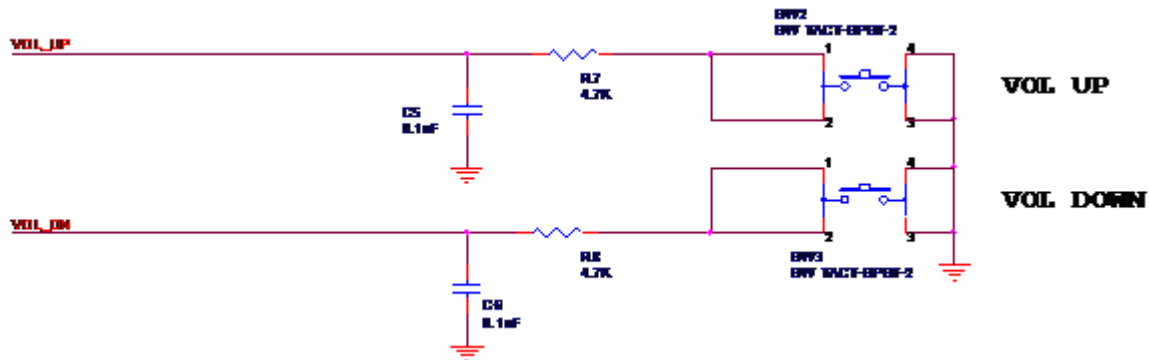 SW2
SW TACT-SPST-2
VOL_UP
1
4
R7
4.7K
VOL UP
C5
0.1uF
2
3
1
4
VOL DOWN
VOL_DN
2
3
4.7K
SW3
SW TACT-SPST-2
C6
0.1uF